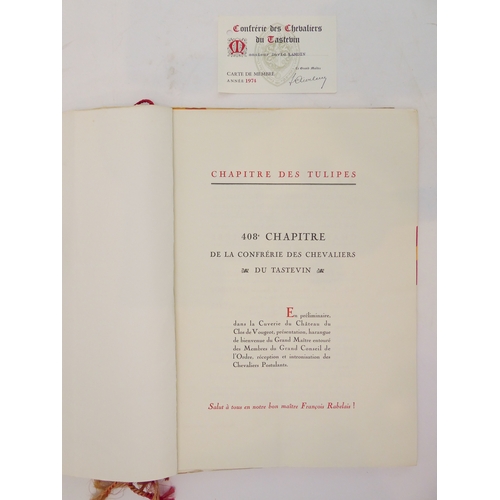 Confrérie des Chevaliers
du Tastevin
CARTE DE MEMBRE
ANNÉE 1971
CHAPITRE DES TULIPES
408e CHAPITRE
DE LA CONFRÉRIE DES CHEVALIERS
DU TASTEVIN
En préliminaire,
dans la Cuverie du Château du
Clos de Vougeot, présentation, harangue
de bienvenue du Grand Maître entouré
des Membres du Grand Conseil de
l'Ordre, réception et intronisation des
Chevaliers Postulants.
Salut à tous en notre bon maître François Rabelais !